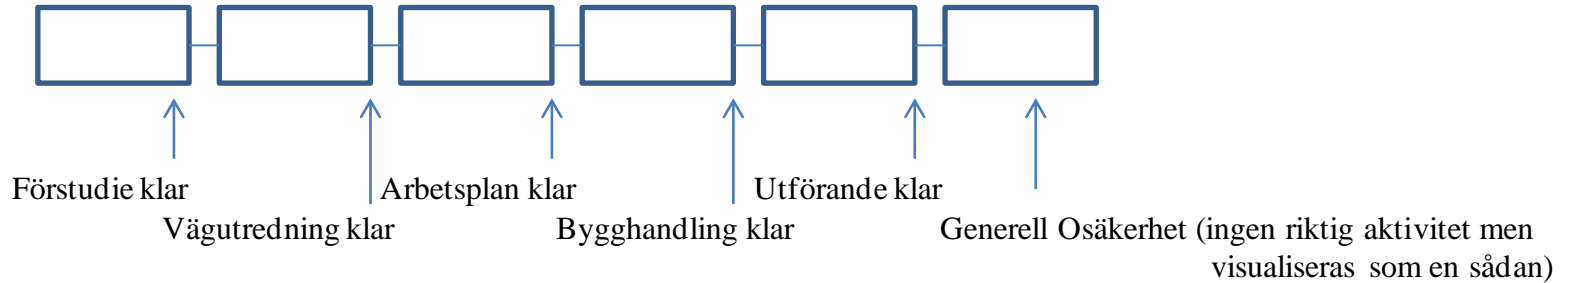 Förstudie klar
Arbetsplan klar
Utförande klar
Vägutredning klar
Bygghandling klar
Generell Osäkerhet (ingen riktig aktivitet men
visualiseras som en sådan)